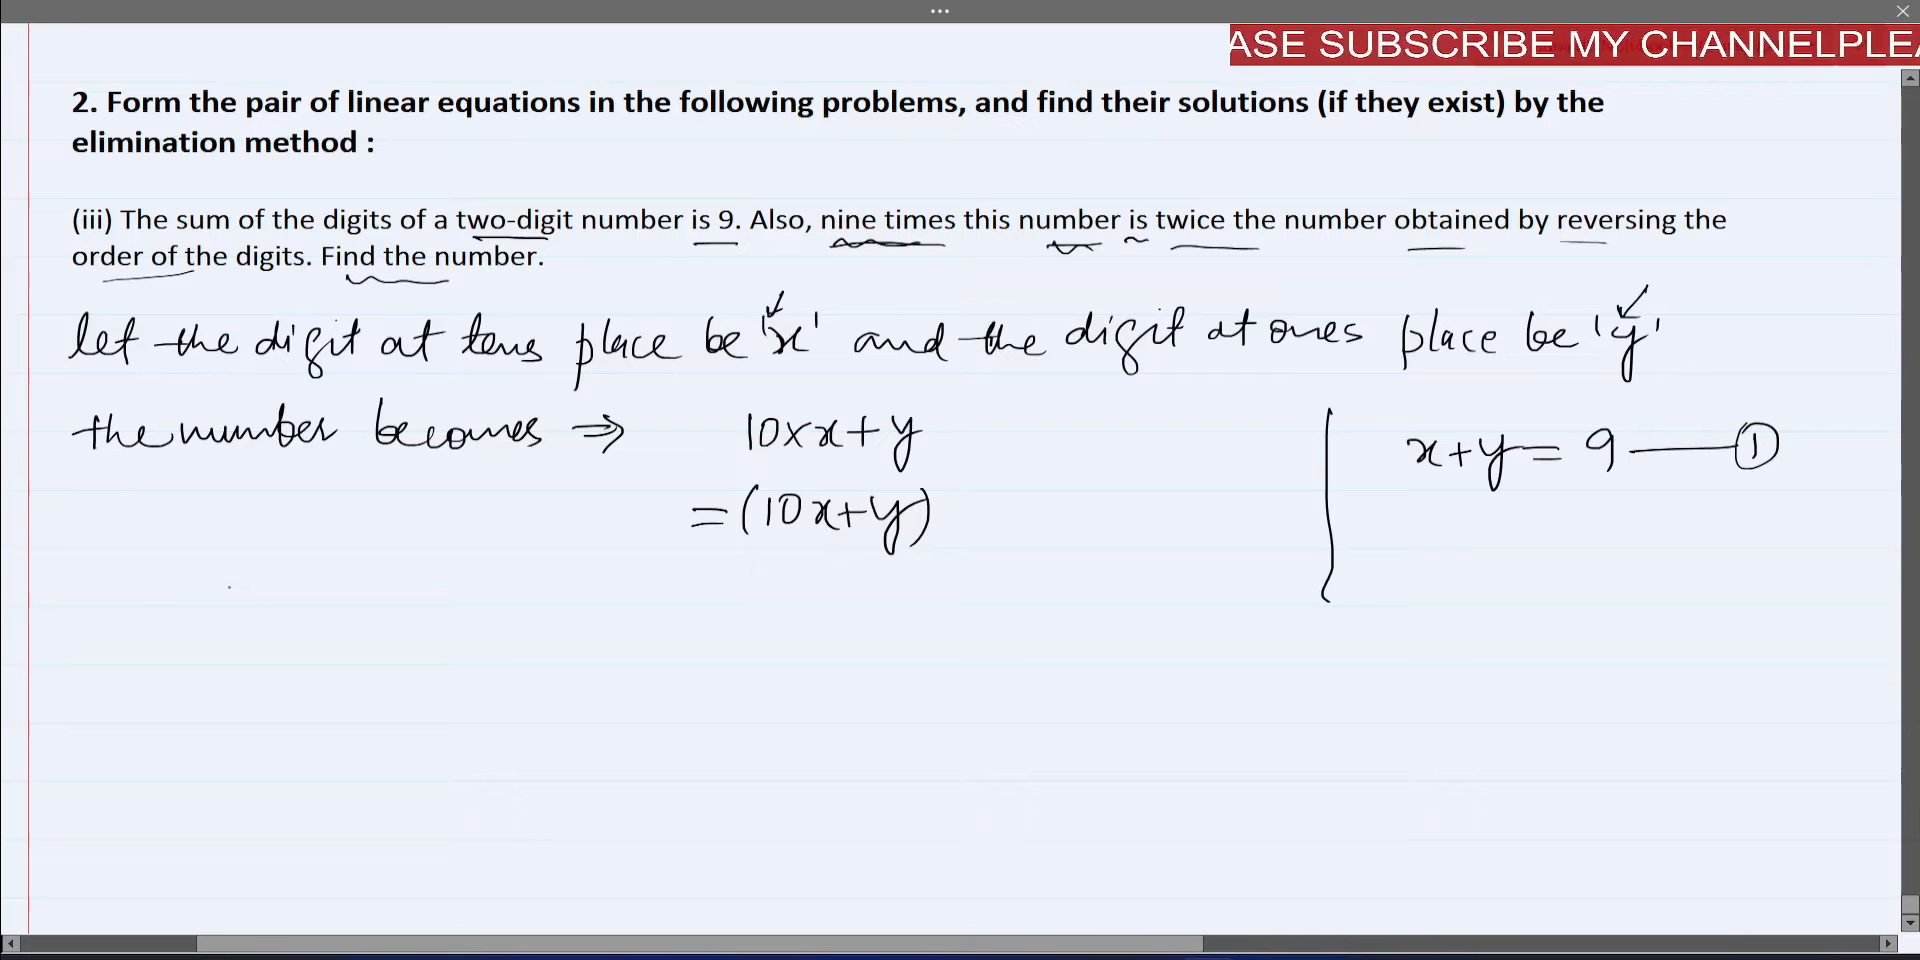 ASE SUBSCRIBE MY CHANNELPLEA
2. Form the pair of linear equations in the following problems, and find their solutions (if they exist) by the
elimination method :
(iii) The sum of the digits of a two-digit number is 9. Also, nine times this number is twice the number obtained by reversing the
order of the digits. Find the number.
let the digit at tens place be 'x' and the digit at ones place be 'y'
the number becomes ⇒ 10×x+y
=(10x+y)
x+y=9 —— ①